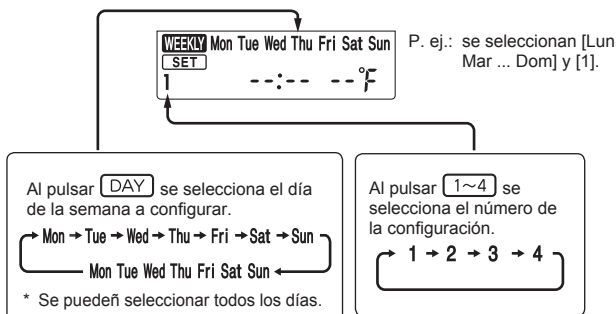 WEEKLY Mon Tue Wed Thu Fri Sat Sun
SET
1 --:-- --°F
P. ej.: se seleccionan [Lun
Mar ... Dom] y [1].
Al pulsar DAY se selecciona el día
de la semana a configurar.
Mon → Tue → Wed → Thu → Fri → Sat → Sun
Mon Tue Wed Thu Fri Sat Sun
* Se puedeñ seleccionar todos los días.
Al pulsar 1~4 se
selecciona el número de
la configuración.
1 → 2 → 3 → 4